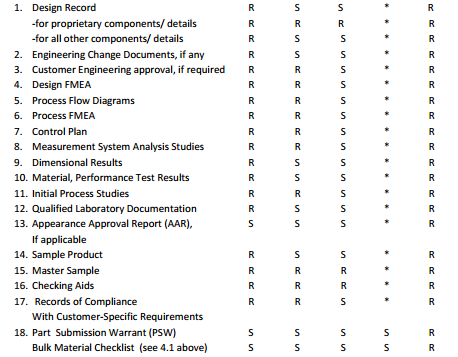 1. Design Record R S S * R
-for proprietary components/ details R R R * R
-for all other components/ details R S S * R
2. Engineering Change Documents, if any R S S * R
3. Customer Engineering approval, if required R R S * R
4. Design FMEA R R S * R
5. Process Flow Diagrams R R S * R
6. Process FMEA R R S * R
7. Control Plan R R S * R
8. Measurement System Analysis Studies R R S * R
9. Dimensional Results R S S * R
10. Material, Performance Test Results R S S * R
11. Initial Process Studies R R S * R
12. Qualified Laboratory Documentation R S S * R
13. Appearance Approval Report (AAR), S S S * R
If applicable
14. Sample Product R S S * R
15. Master Sample R R R * R
16. Checking Aids R R R * R
17. Records of Compliance R R S * R
With Customer-Specific Requirements
18. Part Submission Warrant (PSW) S S S S R
Bulk Material Checklist (see 4.1 above) S S S S R